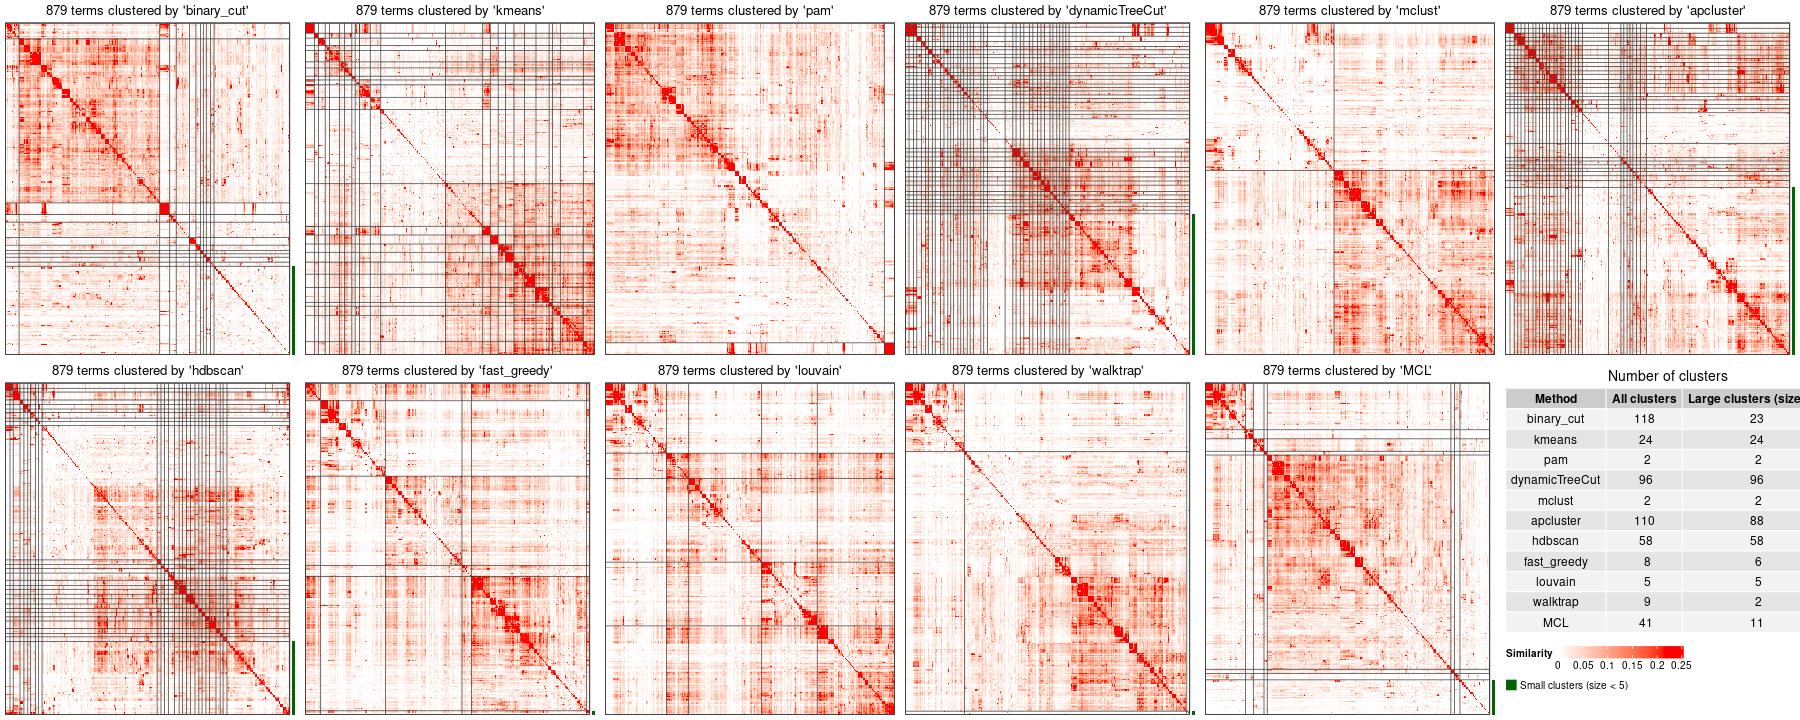 879 terms clustered by 'binary_cut'
879 terms clustered by 'kmeans'
879 terms clustered by 'pam'
879 terms clustered by 'dynamicTreeCut'
879 terms clustered by 'mclust'
879 terms clustered by 'apcluster'
879 terms clustered by 'hdbscan'
879 terms clustered by 'fast_greedy'
879 terms clustered by 'louvain'
879 terms clustered by 'walktrap'
879 terms clustered by 'MCL'
Number of clusters
Method All clusters Large clusters (size
binary_cut 118 23
kmeans 24 24
pam 2 2
dynamicTreeCut 96 96
mclust 2 2
apcluster 110 88
hdbscan 58 58
fast_greedy 8 6
louvain 5 5
walktrap 9 2
MCL 41 11
Similarity
0 0.05 0.1 0.15 0.2 0.25
Small clusters (size < 5)